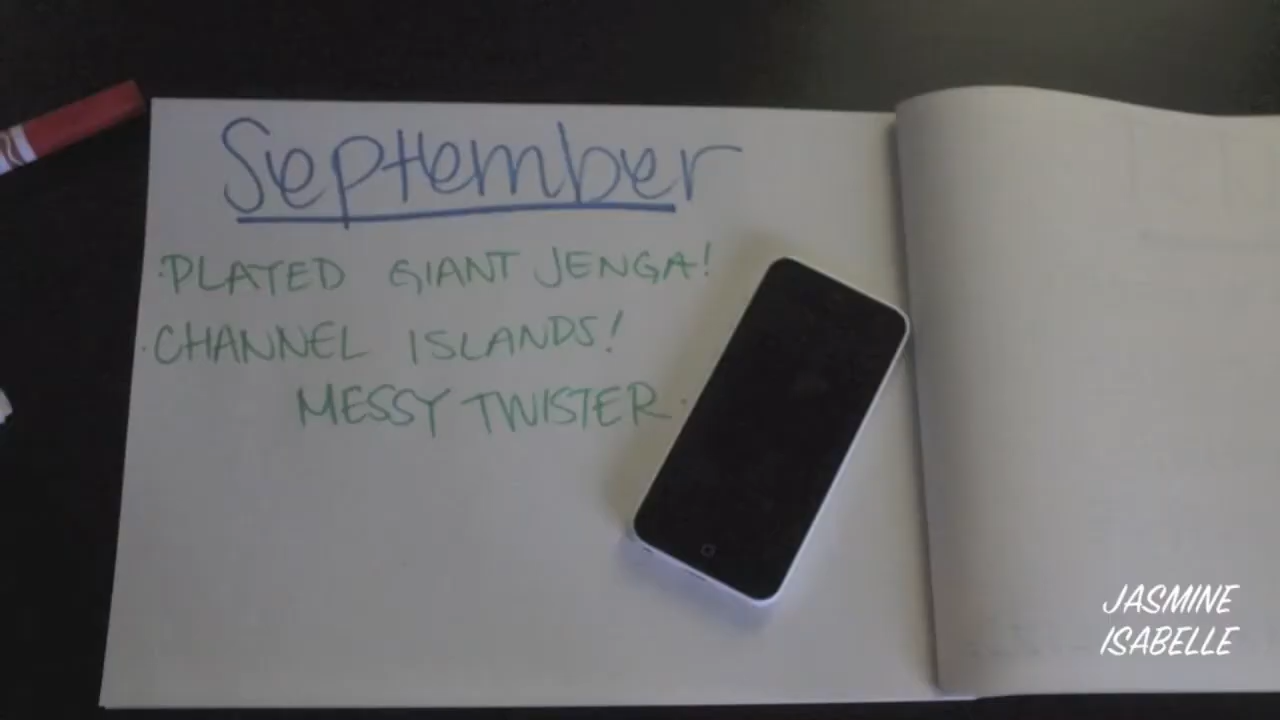 September
·PLATED GIANT JENGA!
·CHANNEL ISLANDS!
MESSY TWISTER·
JASMINE
ISABELLE